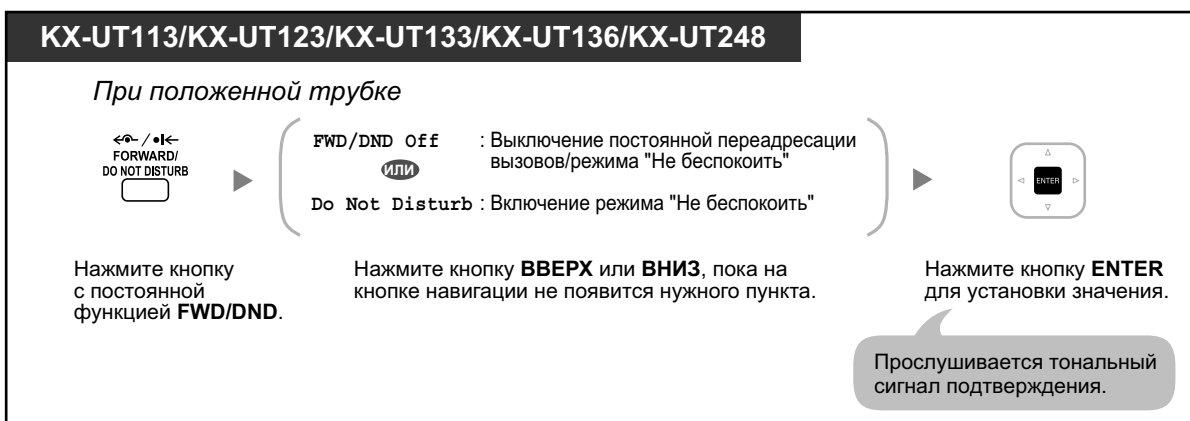 KX-UT113/KX-UT123/KX-UT133/KX-UT136/KX-UT248
При положенной трубке
FORWARD/
DO NOT DISTURB
FWD/DND Off : Выключение постоянной переадресации
вызовов/режима "Не беспокоить"
или
Do Not Disturb : Включение режима "Не беспокоить"
ENTER
Нажмите кнопку
с постоянной
функцией FWD/DND.
Нажмите кнопку ВВЕРХ или ВНИЗ, пока на
кнопке навигации не появится нужного пункта.
Нажмите кнопку ENTER
для установки значения.
Прослушивается тональный
сигнал подтверждения.